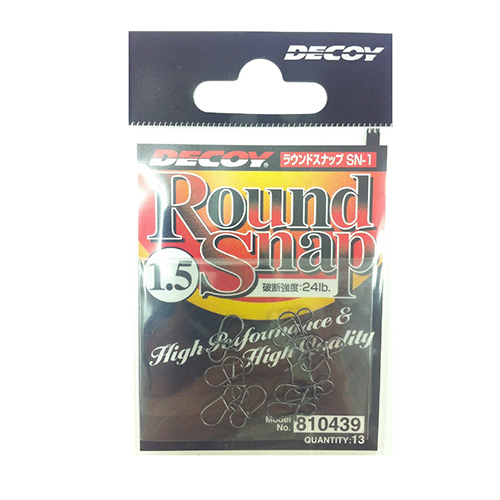 DECOY
DECOY® ラウンドスナップ SN-1
Round
Snap
1.5
破断強度:24lb.
High Performance &
High Quality
Model
No. 810439
QUANTITY:13